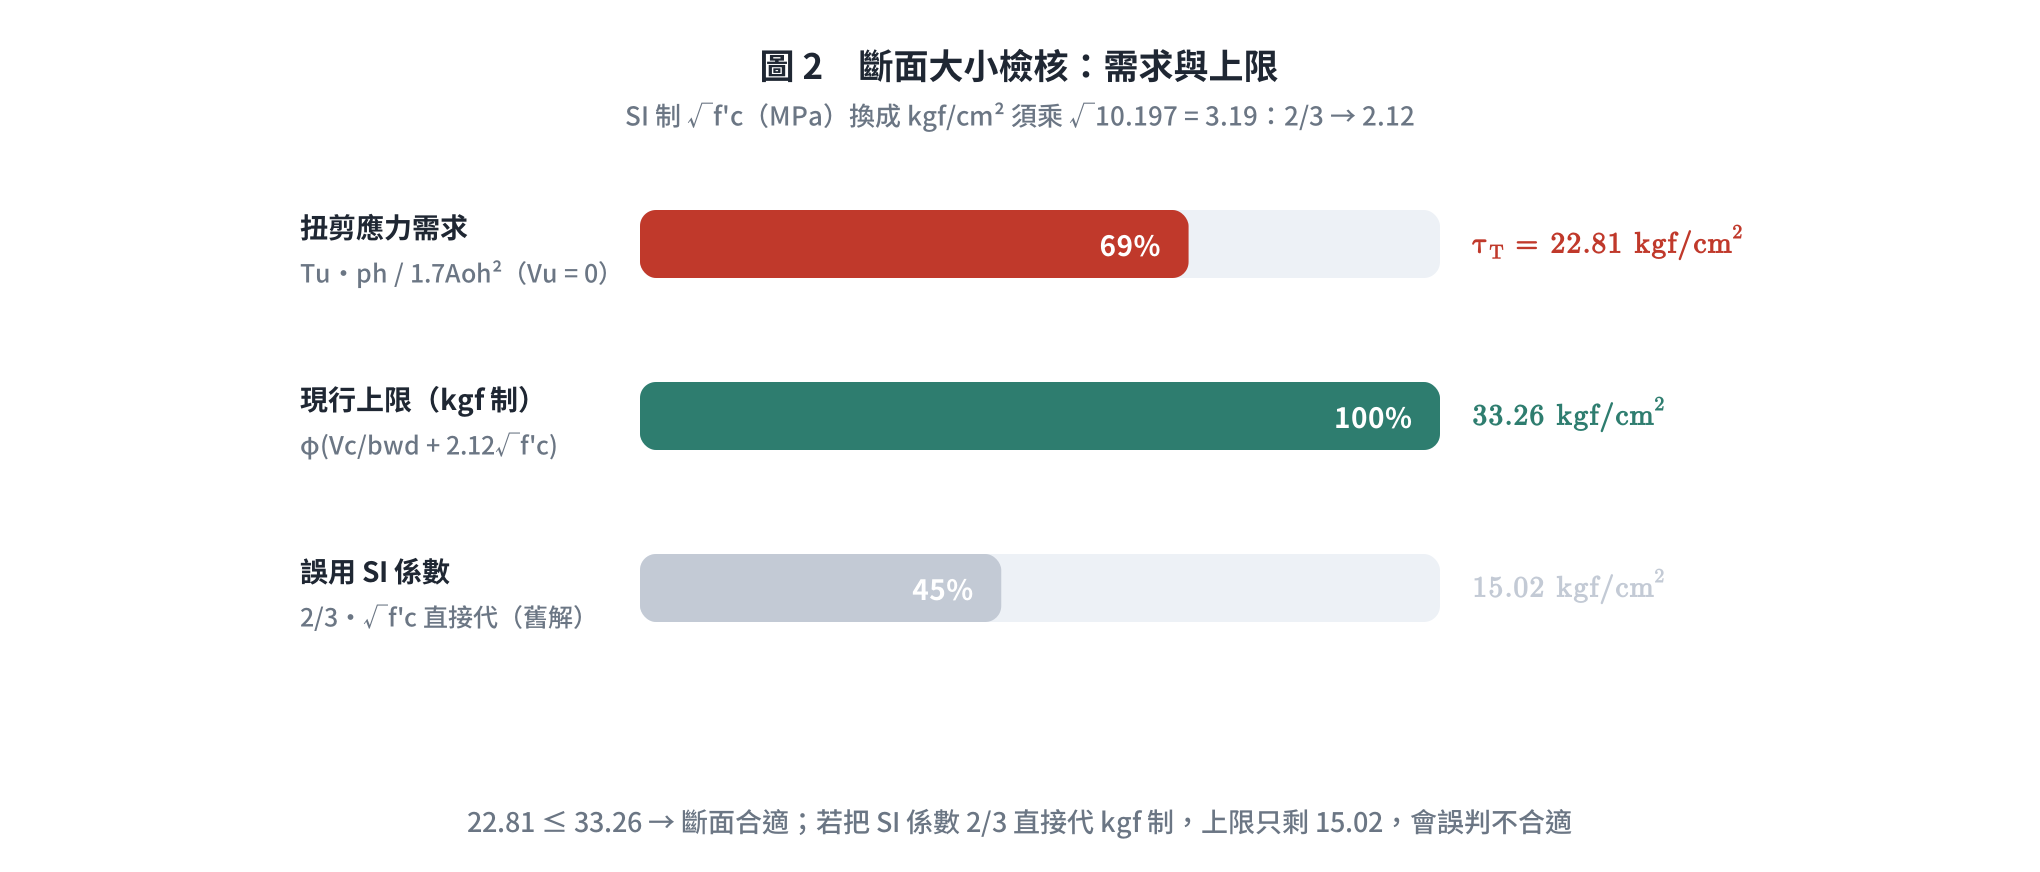 圖 2　斷面大小檢核：需求與上限
SI 制 √f'c（MPa）換成 kgf/cm² 須乘 √10.197 = 3.19：2/3 → 2.12
扭剪應力需求
Tu·ph / 1.7Aoh²（Vu = 0）
69%
τ_T = 22.81 kgf/cm²
現行上限（kgf 制）
φ(Vc/bwd + 2.12√f'c)
100%
33.26 kgf/cm²
誤用 SI 係數
2/3·√f'c 直接代（舊解）
45%
15.02 kgf/cm²
22.81 ≤ 33.26 → 斷面合適；若把 SI 係數 2/3 直接代 kgf 制，上限只剩 15.02，會誤判不合適